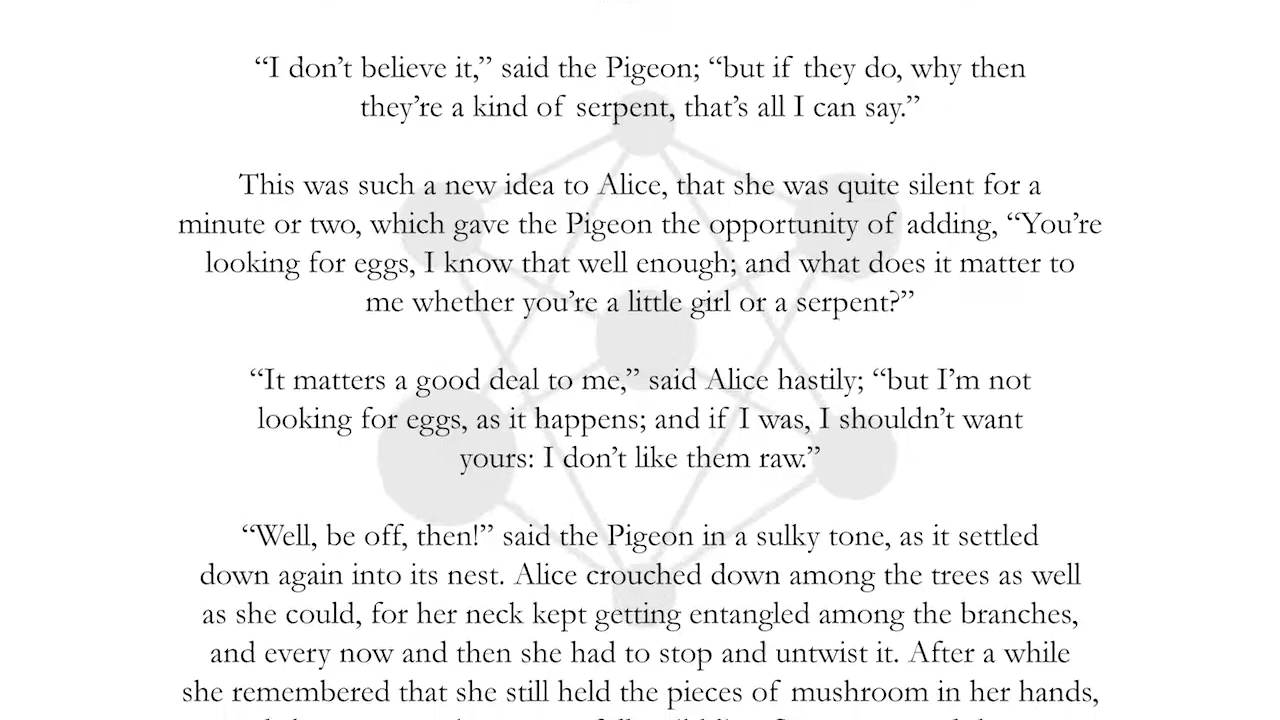 “I don’t believe it,” said the Pigeon; “but if they do, why then
they’re a kind of serpent, that’s all I can say.”
This was such a new idea to Alice, that she was quite silent for a
minute or two, which gave the Pigeon the opportunity of adding, “You’re
looking for eggs, I know that well enough; and what does it matter to
me whether you’re a little girl or a serpent?”
“It matters a good deal to me,” said Alice hastily; “but I’m not
looking for eggs, as it happens; and if I was, I shouldn’t want
yours: I don’t like them raw.”
“Well, be off, then!” said the Pigeon in a sulky tone, as it settled
down again into its nest. Alice crouched down among the trees as well
as she could, for her neck kept getting entangled among the branches,
and every now and then she had to stop and untwist it. After a while
she remembered that she still held the pieces of mushroom in her hands,